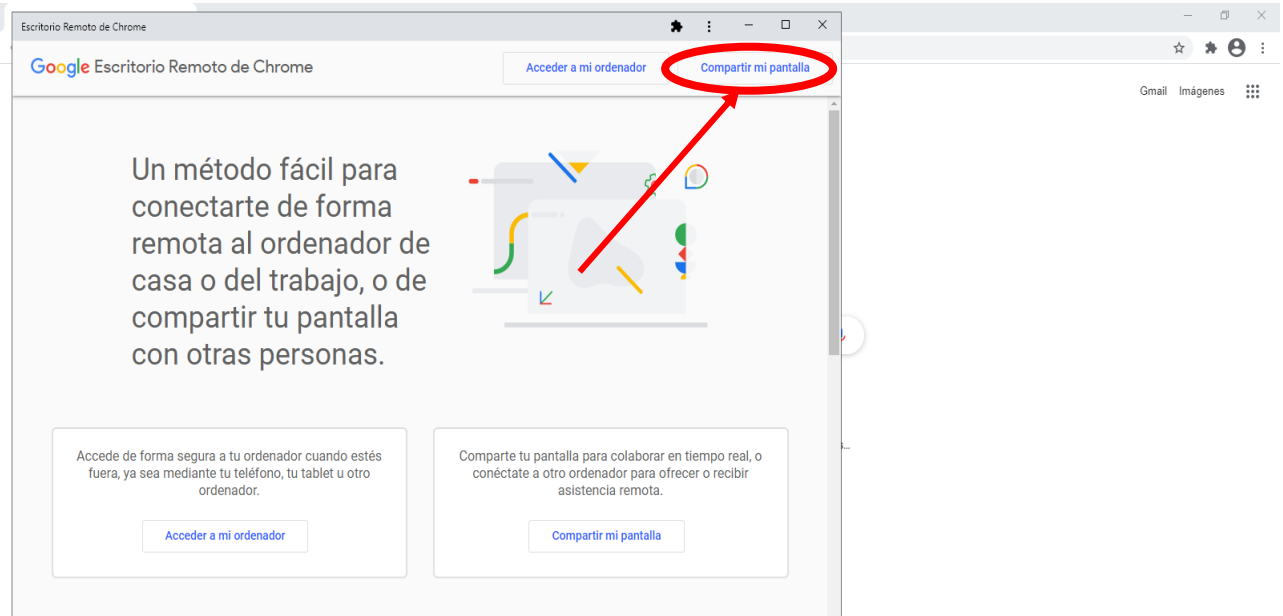 Escritorio Remoto de Chrome
Google Escritorio Remoto de Chrome
Acceder a mi ordenador
Compartir mi pantalla
Gmail Imágenes
Un método fácil para
conectarte de forma
remota al ordenador de
casa o del trabajo, o de
compartir tu pantalla
con otras personas.
Accede de forma segura a tu ordenador cuando estés
fuera, ya sea mediante tu teléfono, tu tablet u otro
ordenador.
Acceder a mi ordenador
Comparte tu pantalla para colaborar en tiempo real, o
conéctate a otro ordenador para ofrecer o recibir
asistencia remota.
Compartir mi pantalla